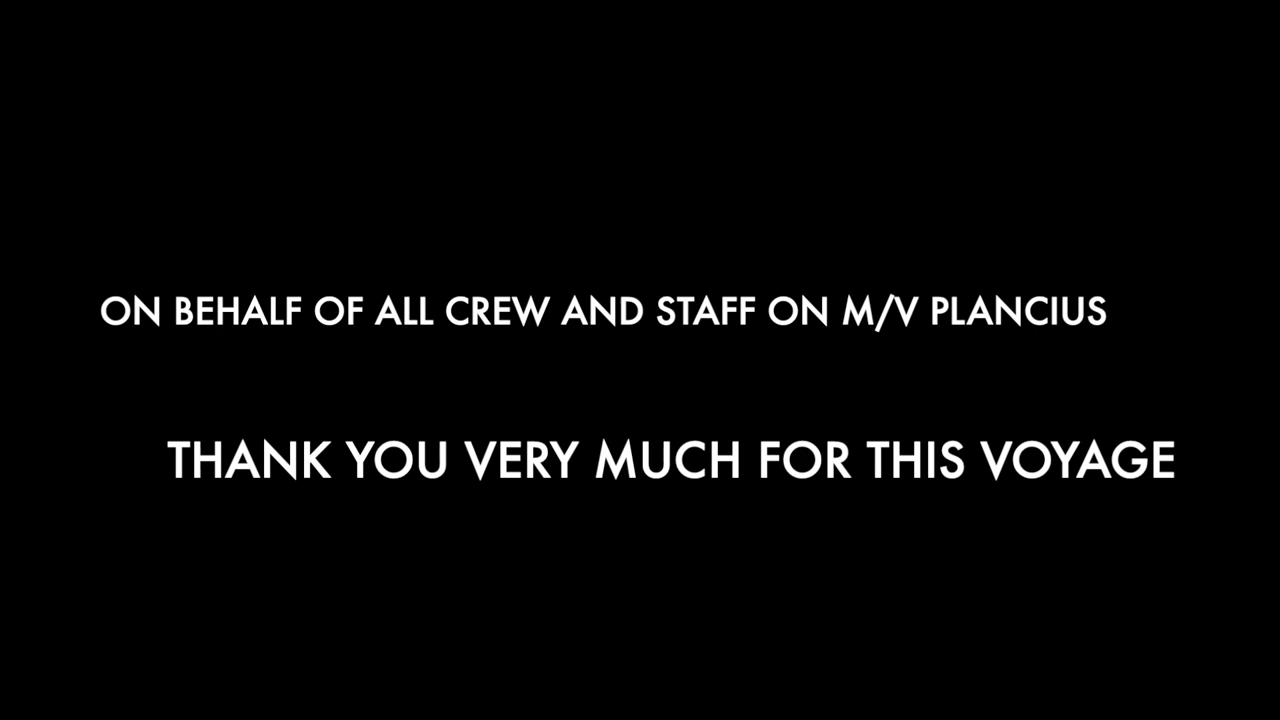 ON BEHALF OF ALL CREW AND STAFF ON M/V PLANCIUS
THANK YOU VERY MUCH FOR THIS VOYAGE